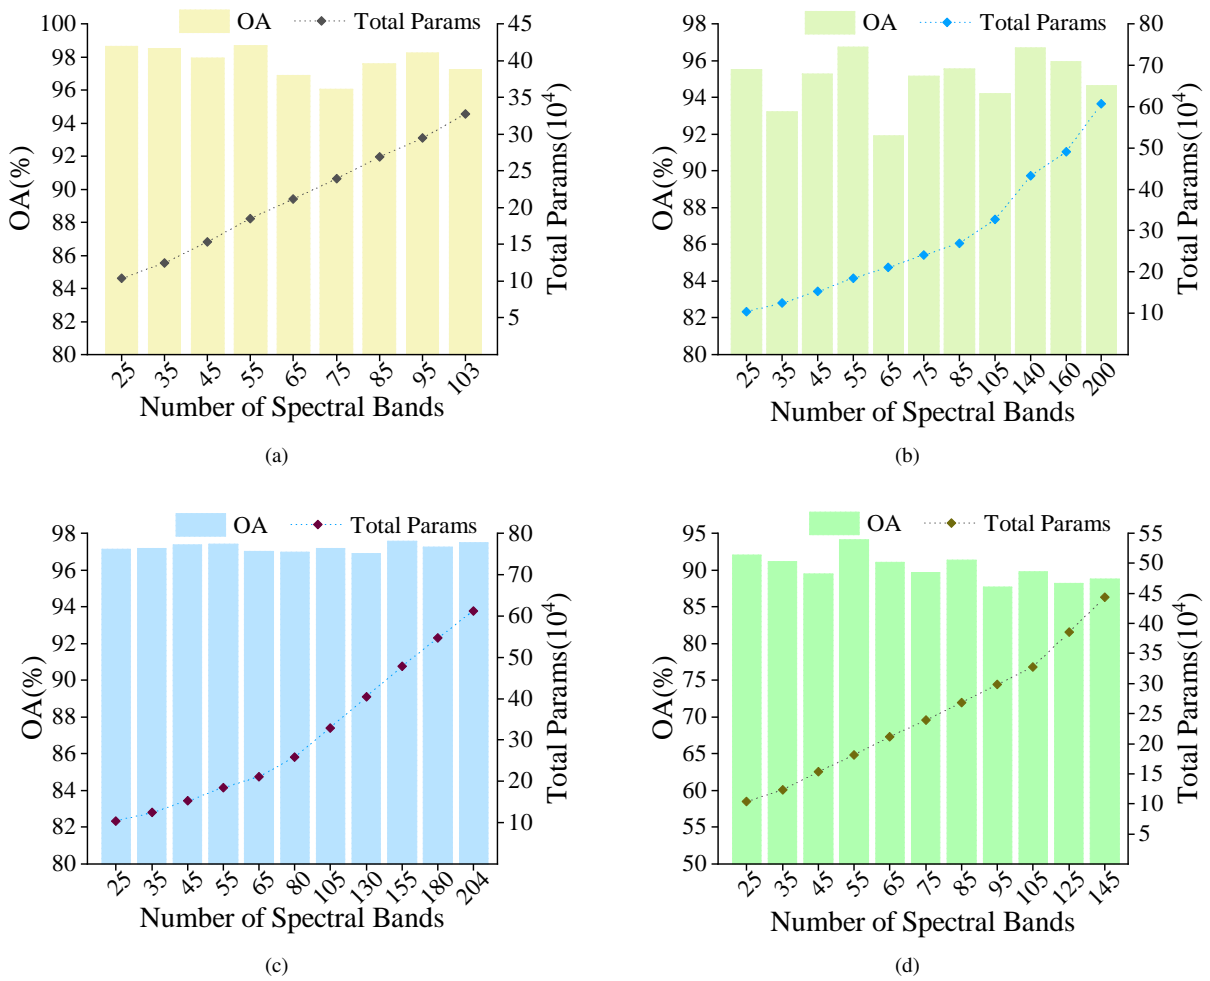 OA Total Params
100 98 96 94 92 90 88 86 84 82 80
OA(%)
45 40 35 30 25 20 15 10 5
Total Params(10^4)
25 35 45 55 65 75 85 95 103
Number of Spectral Bands
(a)
OA Total Params
98 96 94 92 90 88 86 84 82 80
OA(%)
80 70 60 50 40 30 20 10
Total Params(10^4)
25 35 45 55 65 75 85 105 140 160 200
Number of Spectral Bands
(b)
OA Total Params
98 96 94 92 90 88 86 84 82 80
OA(%)
80 70 60 50 40 30 20 10
Total Params(10^4)
25 35 45 55 65 80 105 130 155 180 204
Number of Spectral Bands
(c)
OA Total Params
95 90 85 80 75 70 65 60 55 50
OA(%)
55 50 45 40 35 30 25 20 15 10 5
Total Params(10^4)
25 35 45 55 65 75 85 95 105 125 145
Number of Spectral Bands
(d)